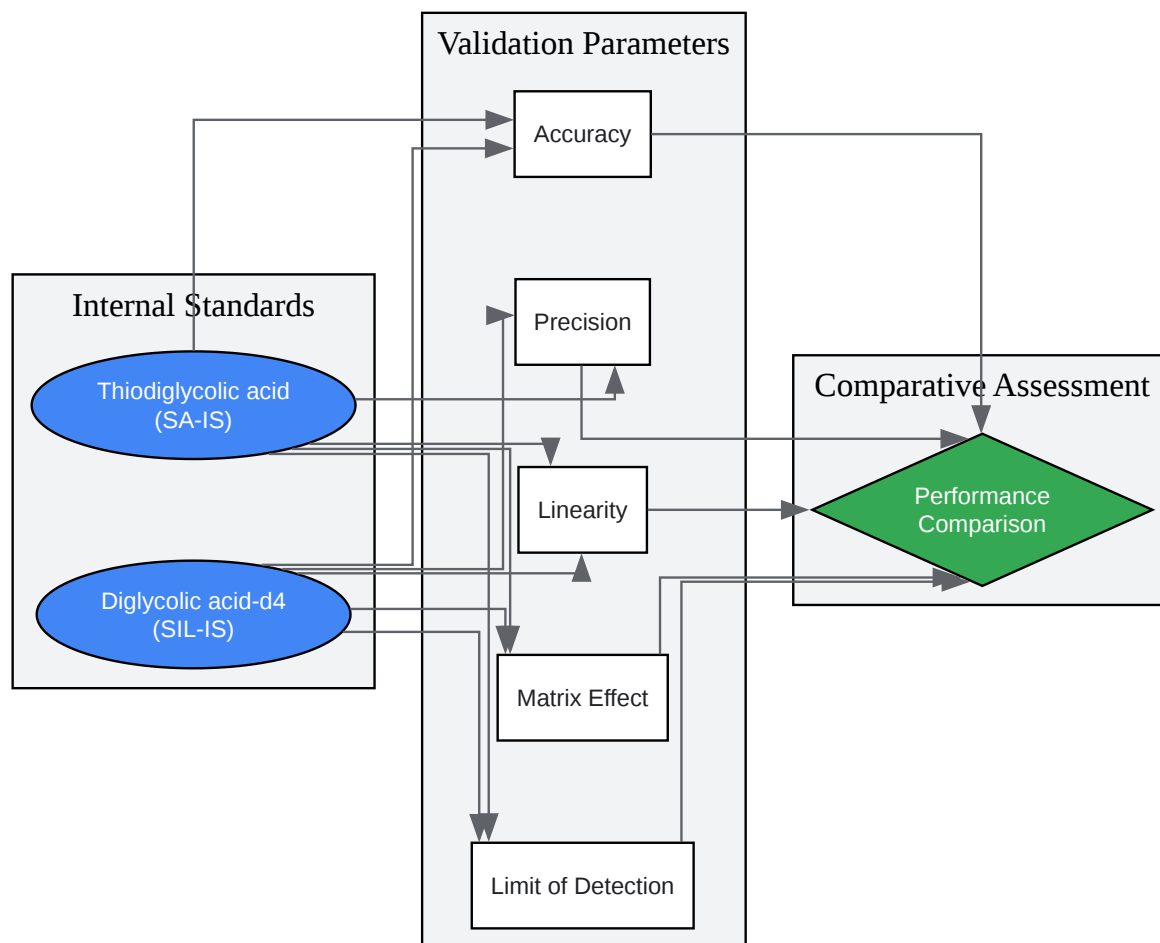 Validation Parameters
Accuracy
Precision
Linearity
Matrix Effect
Limit of Detection
Internal Standards
Thiodiglycolic acid
(SA-IS)
Diglycolic acid-d4
(SIL-IS)
Comparative Assessment
Performance
Comparison